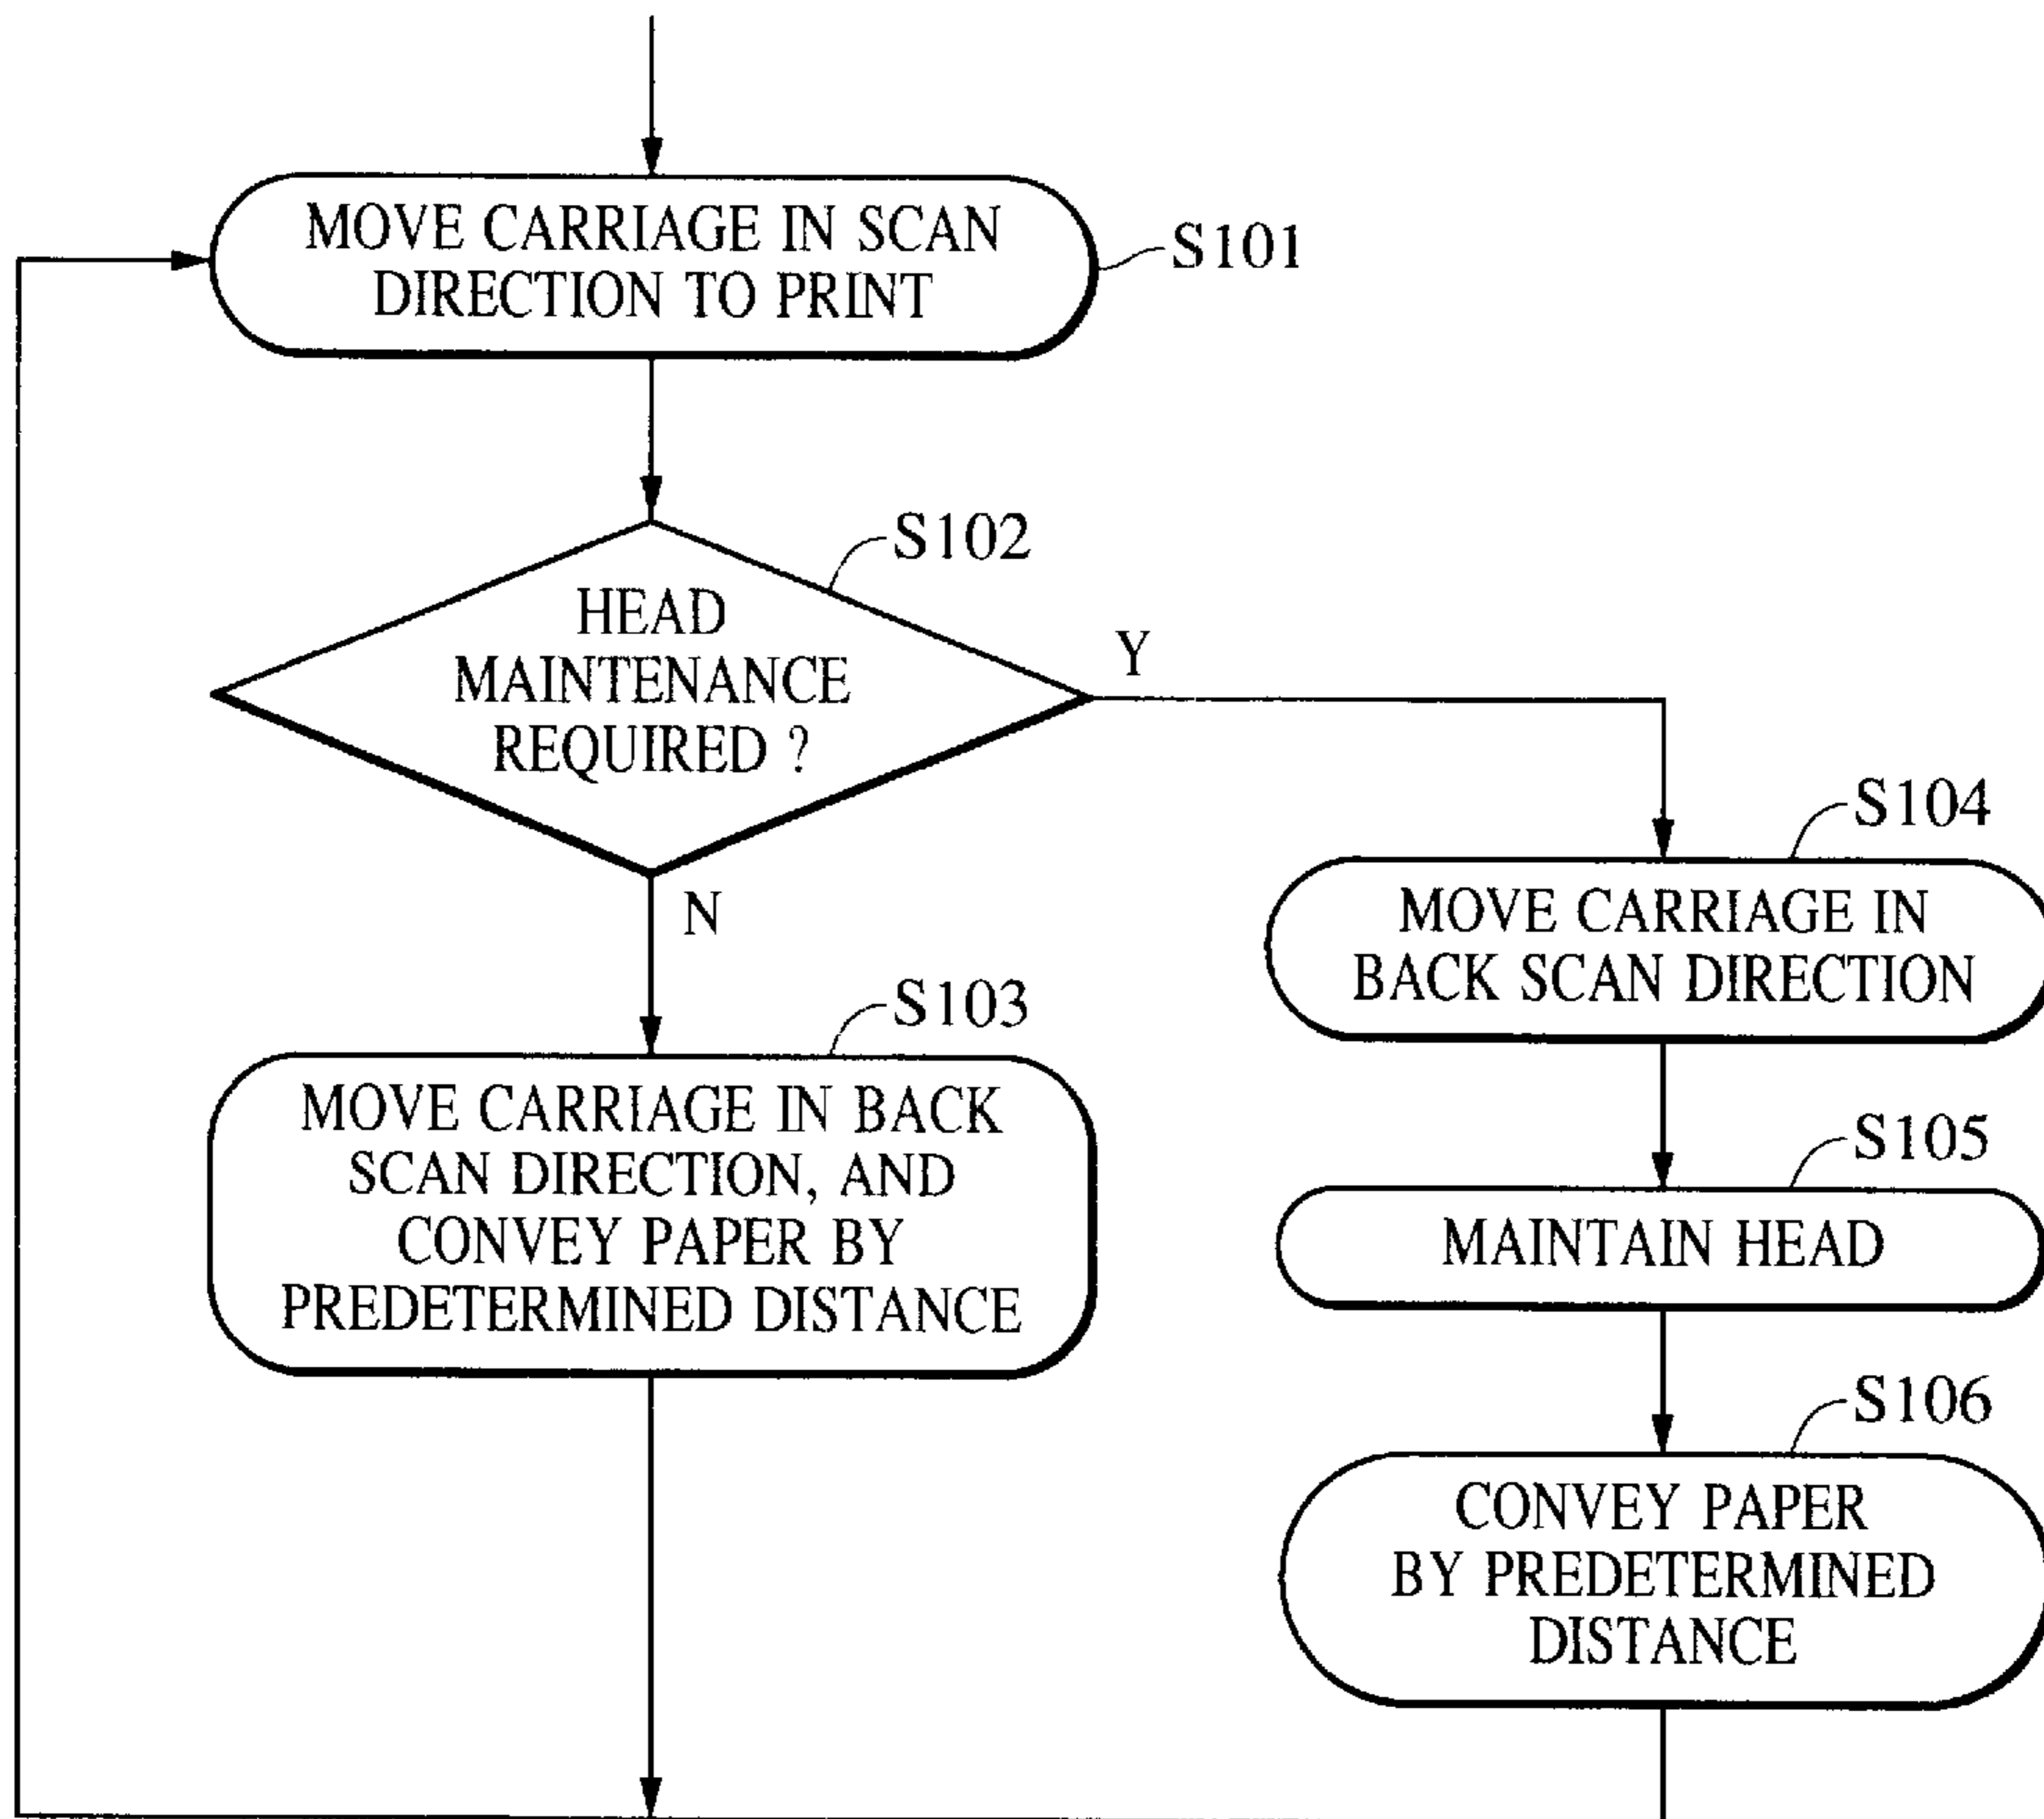 MOVE CARRIAGE IN SCAN
DIRECTION TO PRINT
S101
S102
HEAD
MAINTENANCE
REQUIRED ?
Y
N
S103
MOVE CARRIAGE IN BACK
SCAN DIRECTION, AND
CONVEY PAPER BY
PREDETERMINED DISTANCE
S104
MOVE CARRIAGE IN
BACK SCAN DIRECTION
S105
MAINTAIN HEAD
S106
CONVEY PAPER
BY PREDETERMINED
DISTANCE